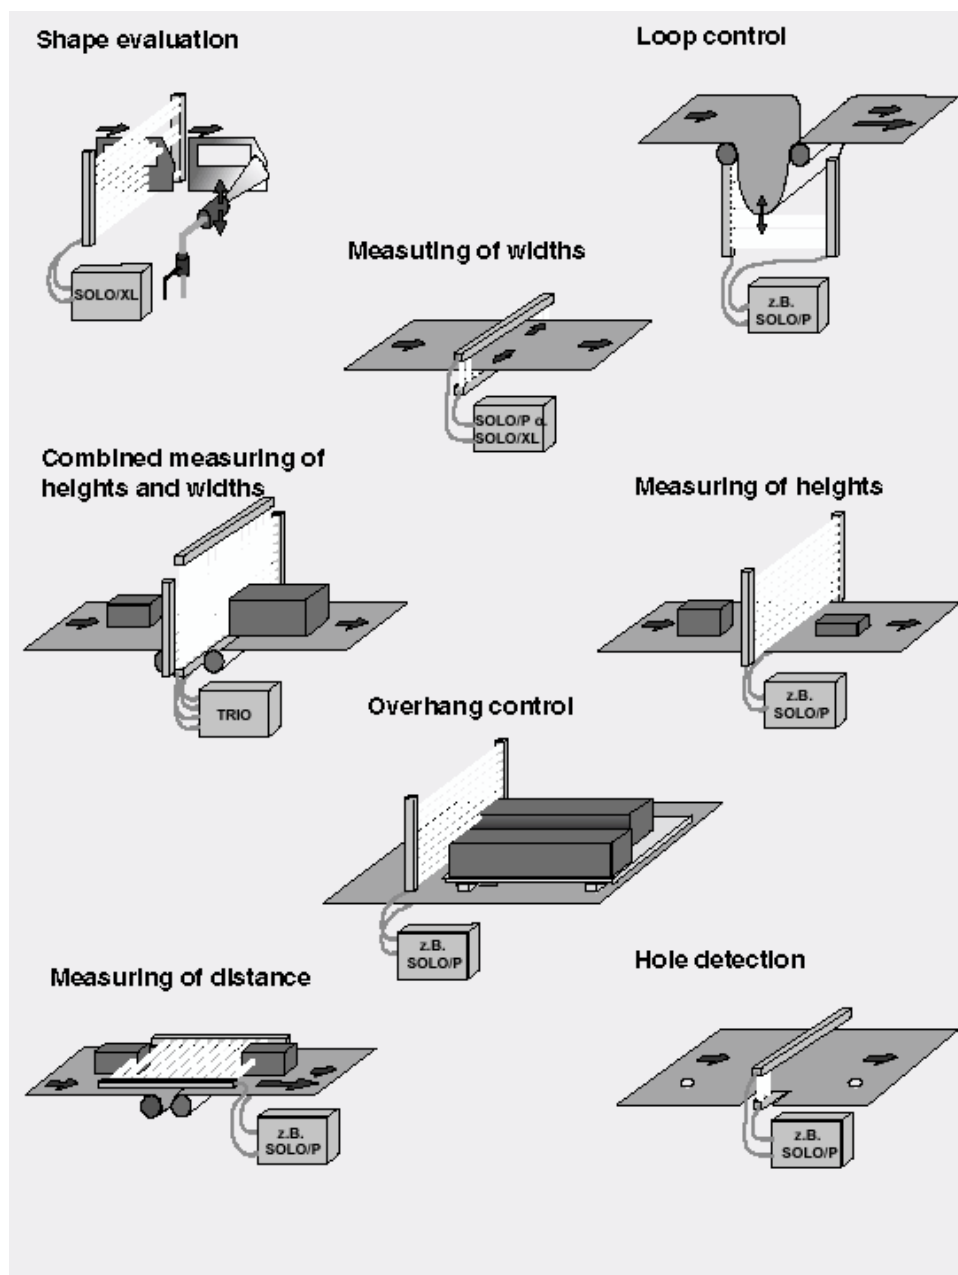 Shape evaluation
Loop control
SOLO/XL
z.B.
SOLO/P
Measuting of widths
SOLO/P α.
SOLO/XL
Combined measuring of
heights and widths
TRIO
Measuring of heights
z.B.
SOLO/P
Overhang control
z.B.
SOLO/P
Measuring of distance
z.B.
SOLO/P
Hole detection
z.B.
SOLO/P